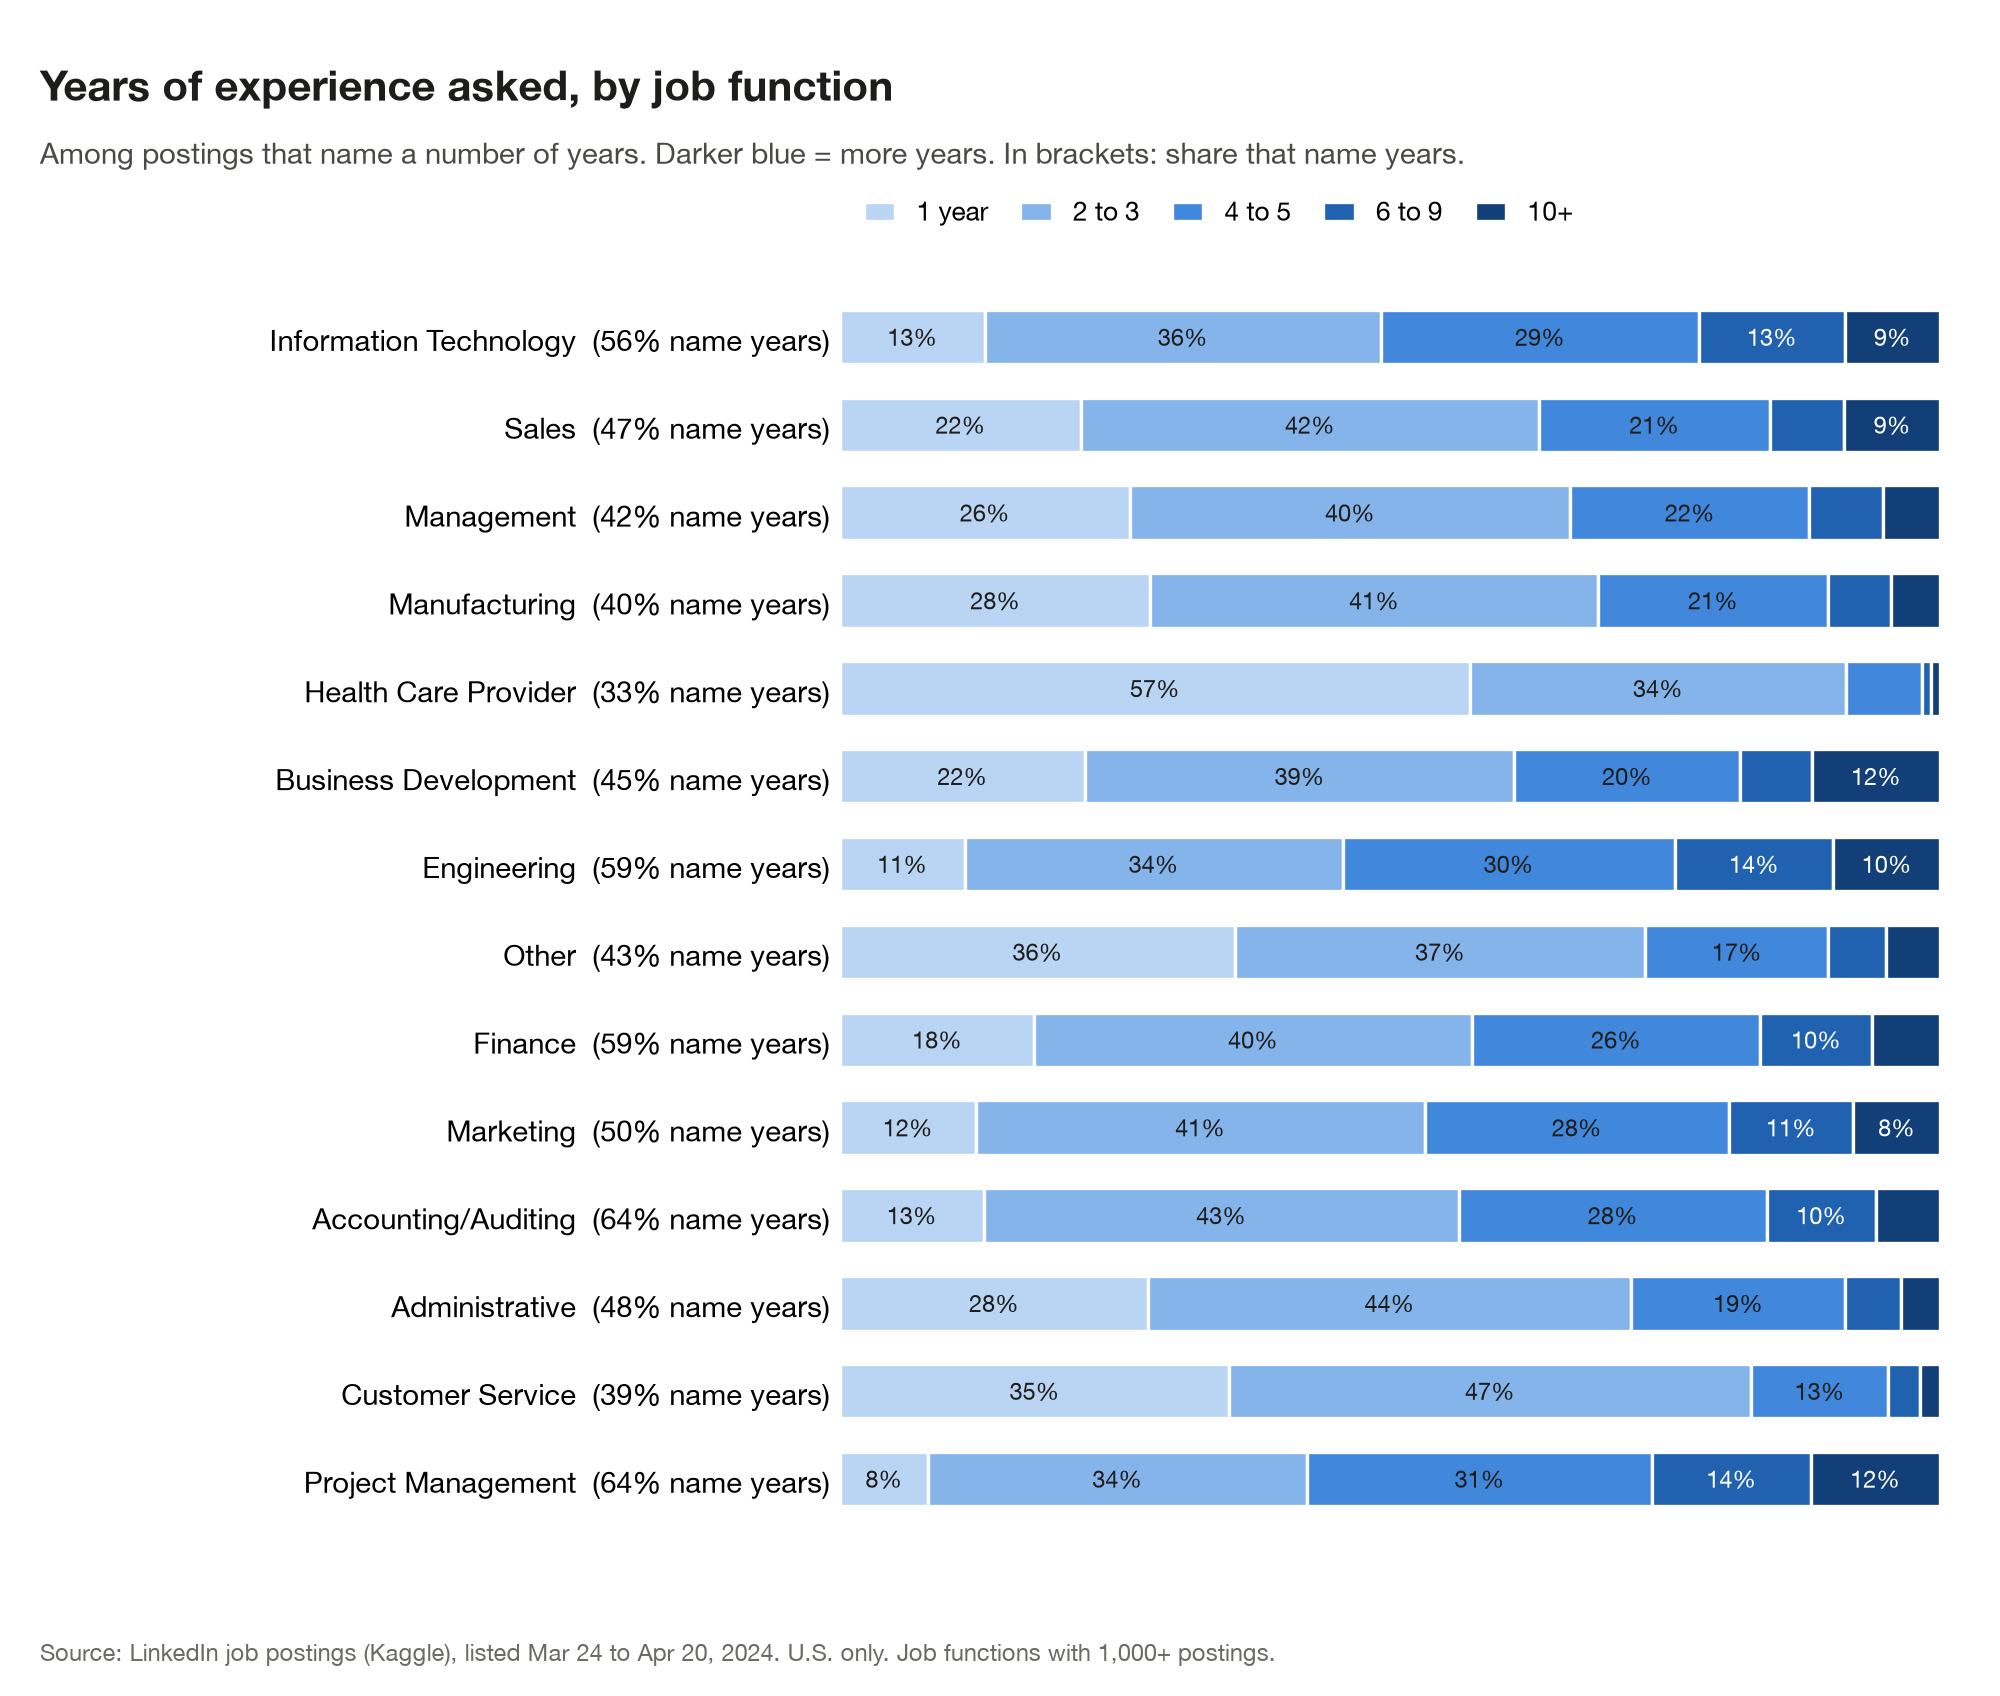 Years of experience asked, by job function
Among postings that name a number of years. Darker blue = more years. In brackets: share that name years.
1 year 2 to 3 4 to 5 6 to 9 10+
Information Technology (56% name years) 13% 36% 29% 13% 9%
Sales (47% name years) 22% 42% 21% 9%
Management (42% name years) 26% 40% 22%
Manufacturing (40% name years) 28% 41% 21%
Health Care Provider (33% name years) 57% 34%
Business Development (45% name years) 22% 39% 20% 12%
Engineering (59% name years) 11% 34% 30% 14% 10%
Other (43% name years) 36% 37% 17%
Finance (59% name years) 18% 40% 26% 10%
Marketing (50% name years) 12% 41% 28% 11% 8%
Accounting/Auditing (64% name years) 13% 43% 28% 10%
Administrative (48% name years) 28% 44% 19%
Customer Service (39% name years) 35% 47% 13%
Project Management (64% name years) 8% 34% 31% 14% 12%
Source: LinkedIn job postings (Kaggle), listed Mar 24 to Apr 20, 2024. U.S. only. Job functions with 1,000+ postings.